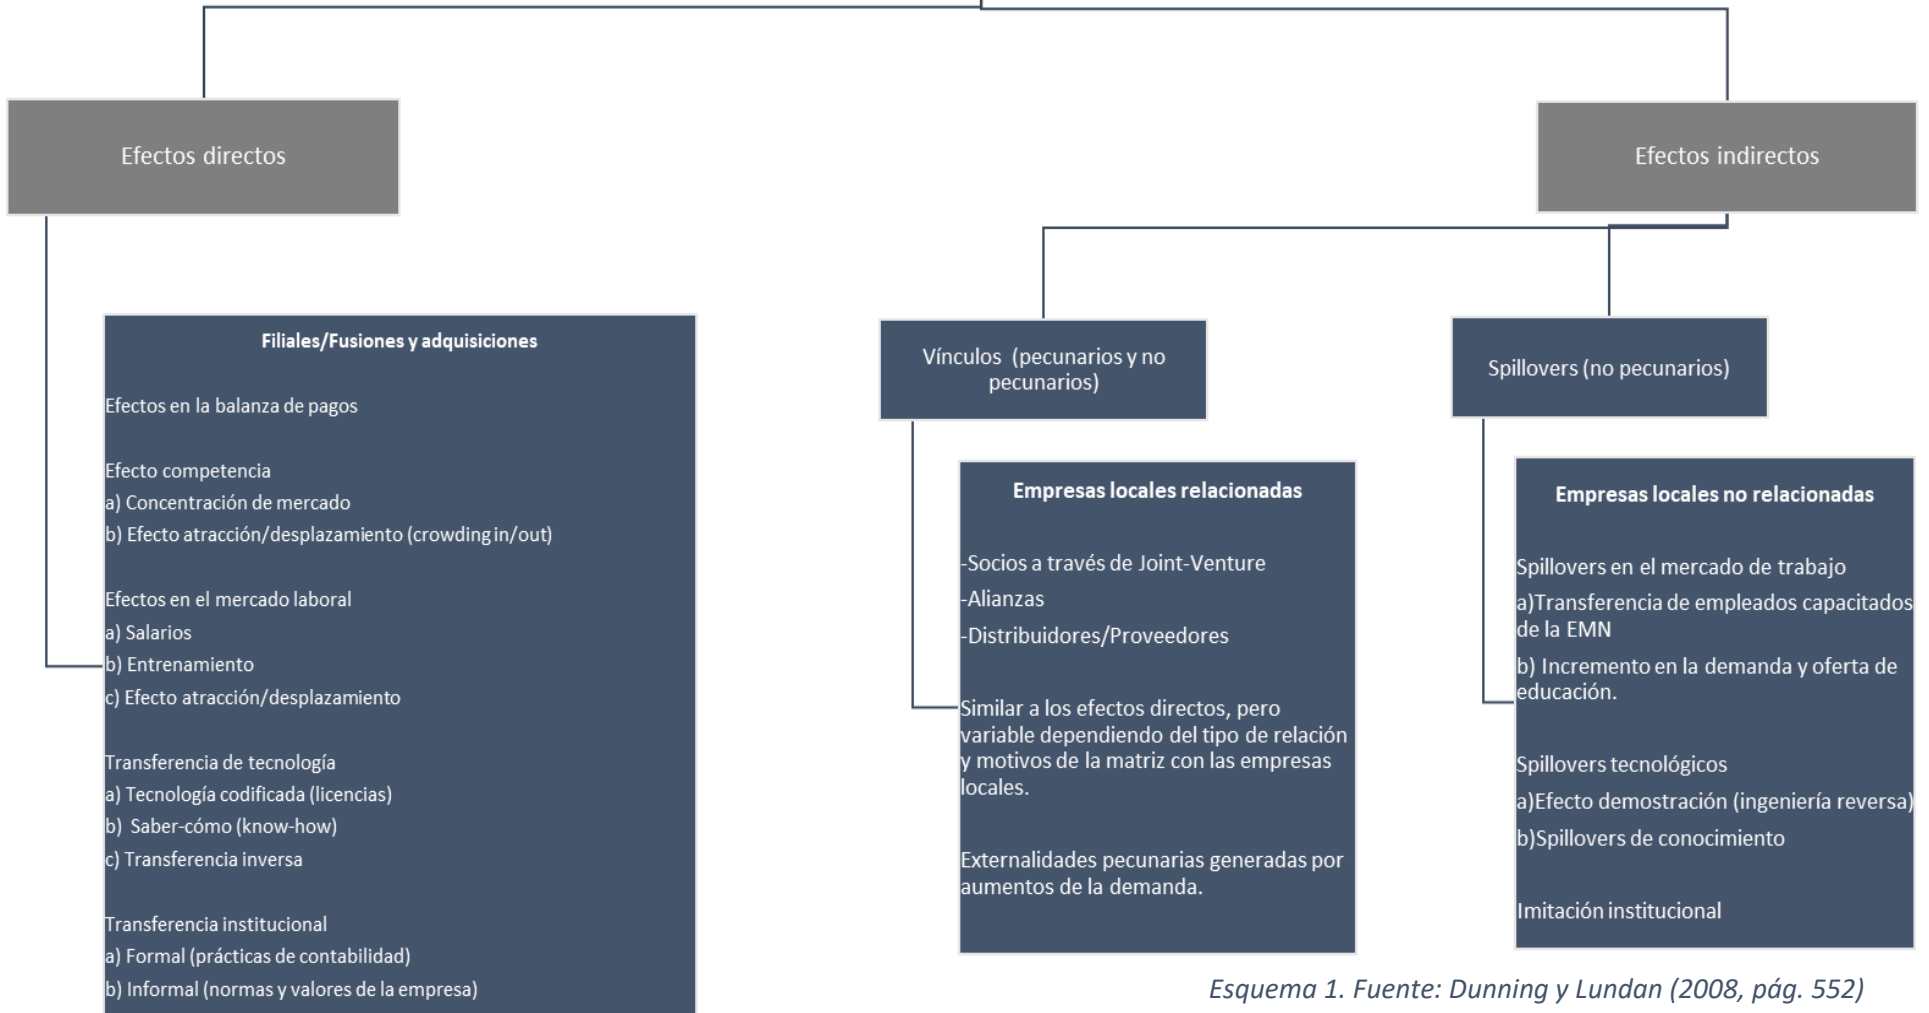 Efectos directos
Efectos indirectos
Filiales/Fusiones y adquisiciones
Efectos en la balanza de pagos
Efecto competencia
a) Concentración de mercado
b) Efecto atracción/desplazamiento (crowding in/out)
Efectos en el mercado laboral
a) Salarios
b) Entrenamiento
c) Efecto atracción/desplazamiento
Transferencia de tecnología
a) Tecnología codificada (licencias)
b) Saber-cómo (know-how)
c) Transferencia inversa
Transferencia institucional
a) Formal (prácticas de contabilidad)
b) Informal (normas y valores de la empresa)
Vínculos (pecunarios y no
pecunarios)
Empresas locales relacionadas
-Socios a través de Joint-Venture
-Alianzas
-Distribuidores/Proveedores
Similar a los efectos directos, pero
variable dependiendo del tipo de relación
y motivos de la matriz con las empresas
locales.
Externalidades pecunarias generadas por
aumentos de la demanda.
Spillovers (no pecunarios)
Empresas locales no relacionadas
Spillovers en el mercado de trabajo
a)Transferencia de empleados capacitados
de la EMN
b) Incremento en la demanda y oferta de
educación.
Spillovers tecnológicos
a)Efecto demostración (ingeniería reversa)
b)Spillovers de conocimiento
Imitación institucional
Esquema 1. Fuente: Dunning y Lundan (2008, pág. 552)